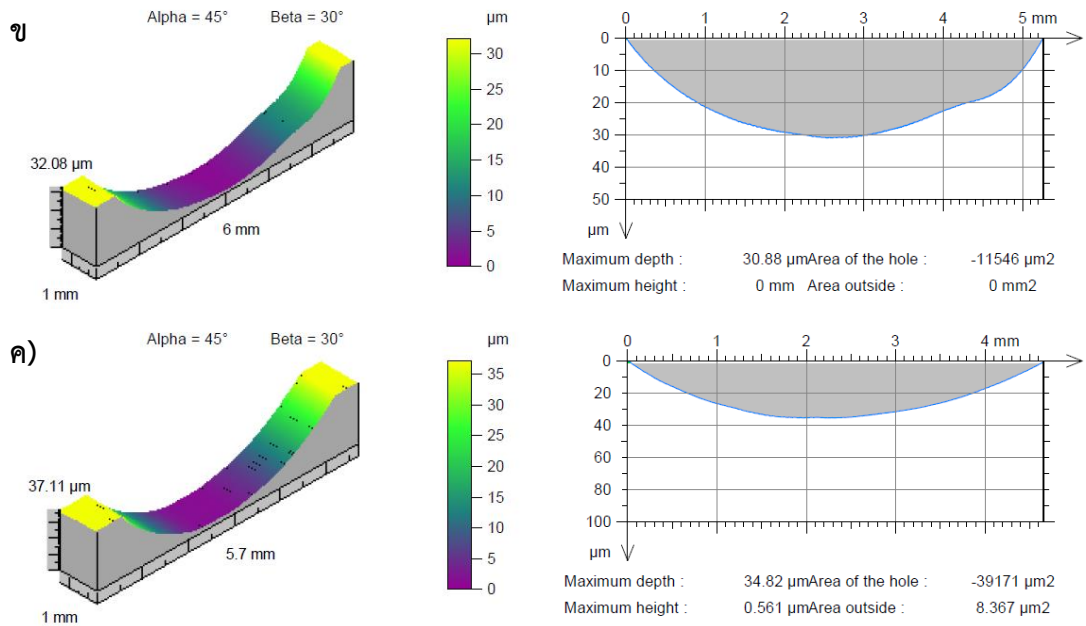 ข
Alpha = 45° Beta = 30° µm
30
25
20
15
10
5
0
32.08 µm
6 mm
1 mm
0 1 2 3 4 5 mm
0
10
20
30
40
50
µm
Maximum depth : 30.88 µmArea of the hole : -11546 µm2
Maximum height : 0 mm Area outside : 0 mm2
ค)
Alpha = 45° Beta = 30° µm
35
30
25
20
15
10
5
0
37.11 µm
5.7 mm
1 mm
0 1 2 3 4 mm
0
20
40
60
80
100
µm
Maximum depth : 34.82 µmArea of the hole : -39171 µm2
Maximum height : 0.561 µmArea outside : 8.367 µm2